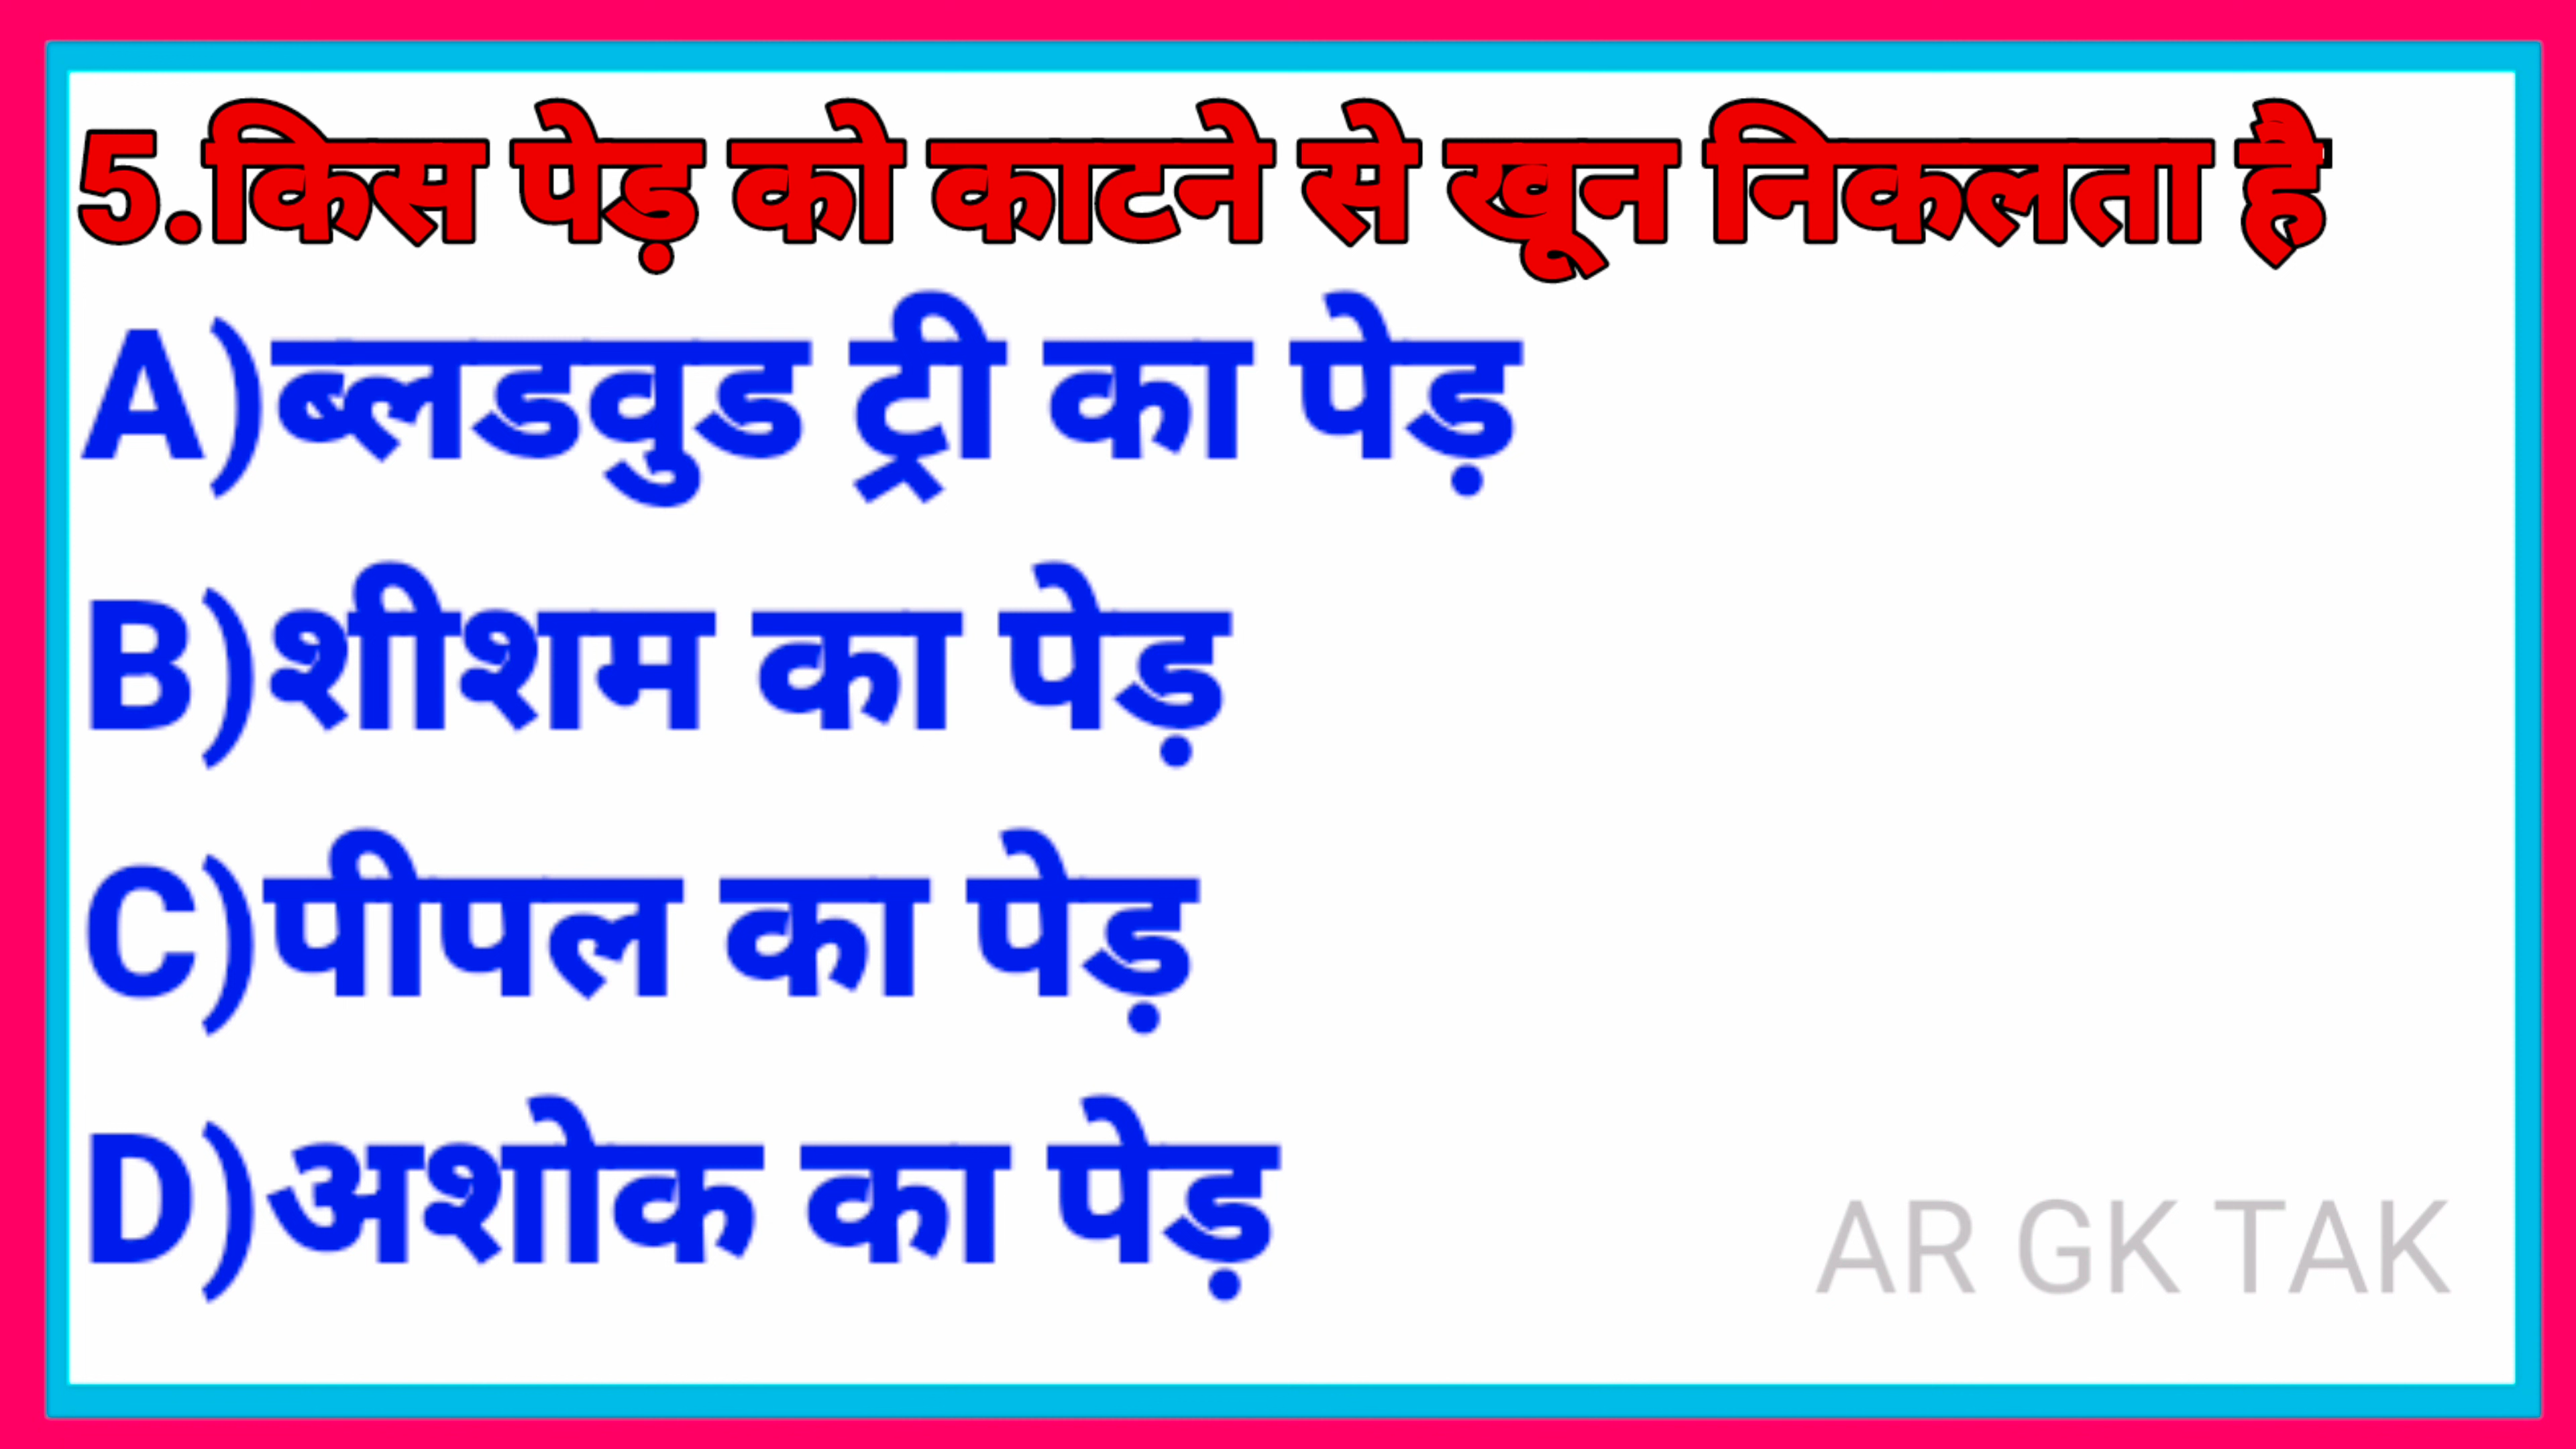 5.किस पेड़ को काटने से खून निकलता है
A)ब्लडवुड ट्री का पेड़
B)शीशम का पेड़
C)पीपल का पेड़
D)अशोक का पेड़
AR GK TAK